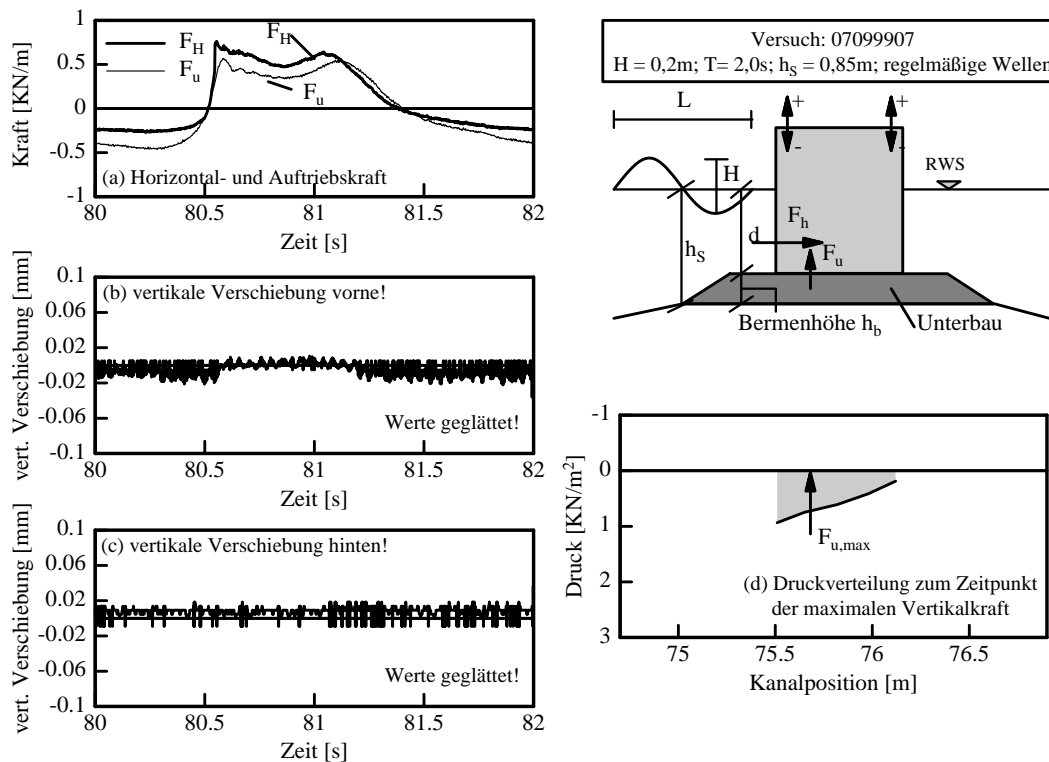 1
0.5
0
-0.5
-1
Kraft [KN/m]
F_H
F_u
F_H
F_u
(a) Horizontal- und Auftriebskraft
80
80.5
81
81.5
82
Zeit [s]
0.1
0.06
0.02
-0.02
-0.06
-0.1
vert. Verschiebung [mm]
(b) vertikale Verschiebung vorne!
Werte geglättet!
80
80.5
81
81.5
82
Zeit [s]
0.1
0.06
0.02
-0.02
-0.06
-0.1
vert. Verschiebung [mm]
(c) vertikale Verschiebung hinten!
Werte geglättet!
80
80.5
81
81.5
82
Zeit [s]
Versuch: 07099907
H = 0,2m; T= 2,0s; h_S = 0,85m; regelmäßige Wellen
L
+
+
-
-
H
RWS
F_h
d
h_S
F_u
Bermenhöhe h_b
Unterbau
-1
0
1
2
3
Druck [KN/m²]
F_u,max
(d) Druckverteilung zum Zeitpunkt
der maximalen Vertikalkraft
75
75.5
76
76.5
Kanalposition [m]